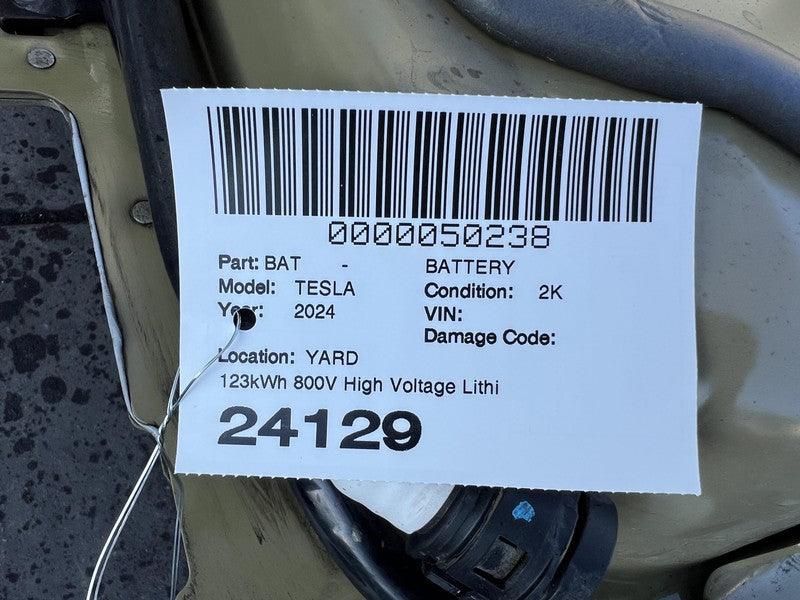 0000050238
Part: BAT - BATTERY
Model: TESLA Condition: 2K
Year: 2024 VIN:
Damage Code:
Location: YARD
123kWh 800V High Voltage Lithi
24129